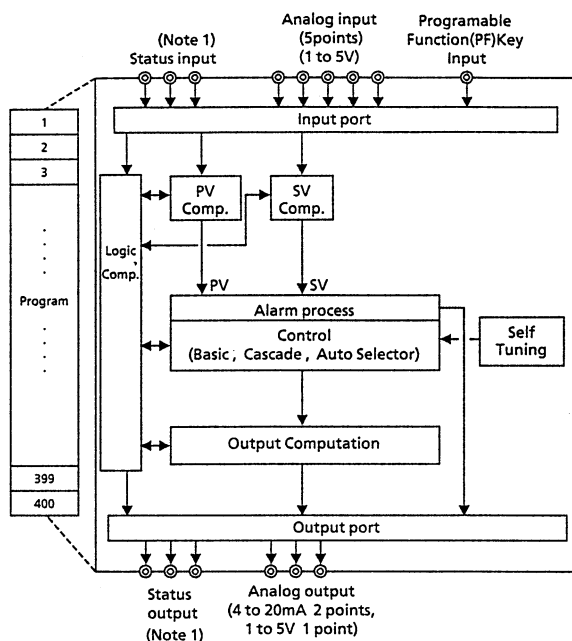 (Note 1)
Status input
Analog input
(5points)
(1 to 5V)
Programable
Function(PF)Key
Input
Input port
1
2
3
Program
399
400
Logic
Comp.
PV
Comp.
SV
Comp.
PV
SV
Alarm process
Control
(Basic, Cascade, Auto Selector)
Self
Tuning
Output Computation
Output port
Status
output
(Note 1)
Analog output
(4 to 20mA 2 points,
1 to 5V 1 point)